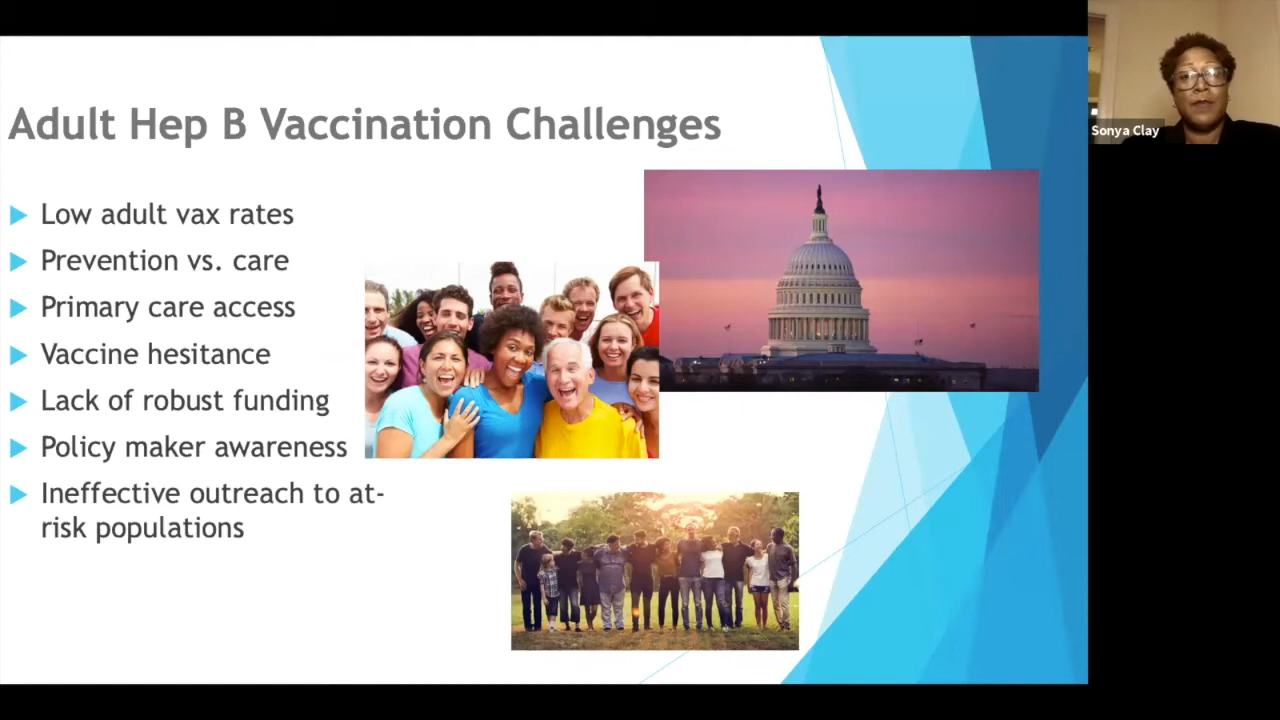 Adult Hep B Vaccination Challenges
Low adult vax rates
Prevention vs. care
Primary care access
Vaccine hesitance
Lack of robust funding
Policy maker awareness
Ineffective outreach to at-
risk populations
Sonya Clay